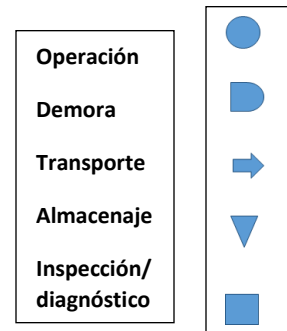 Operación
Demora
Transporte
Almacenaje
Inspección/
diagnóstico